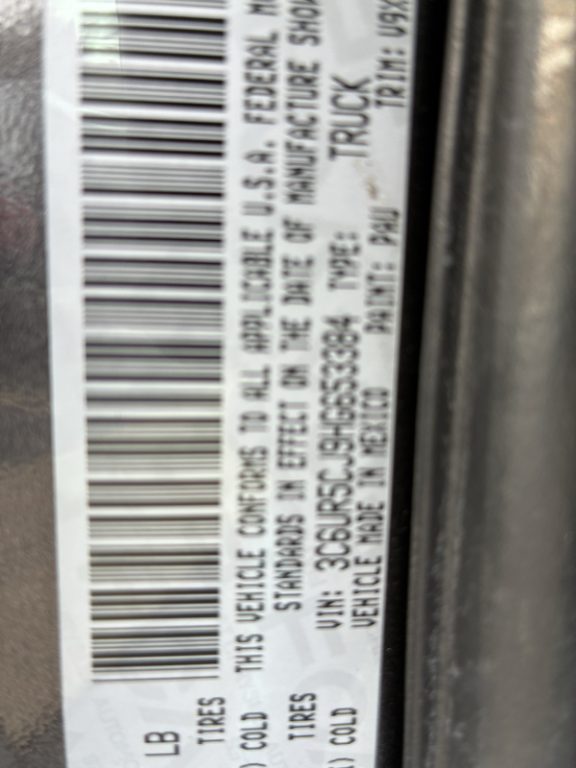 LB
TIRES
) COLD THIS VEHICLE CONFORMS TO ALL APPLICABLE U.S.A. FEDERAL
TIRES STANDARDS IN EFFECT ON THE DATE OF MANUFACTURE
VIN: 3C6UR5CJ9HG653384 TYPE: TRUCK
) COLD VEHICLE MADE IN MEXICO PAINT: PAU TRIM: